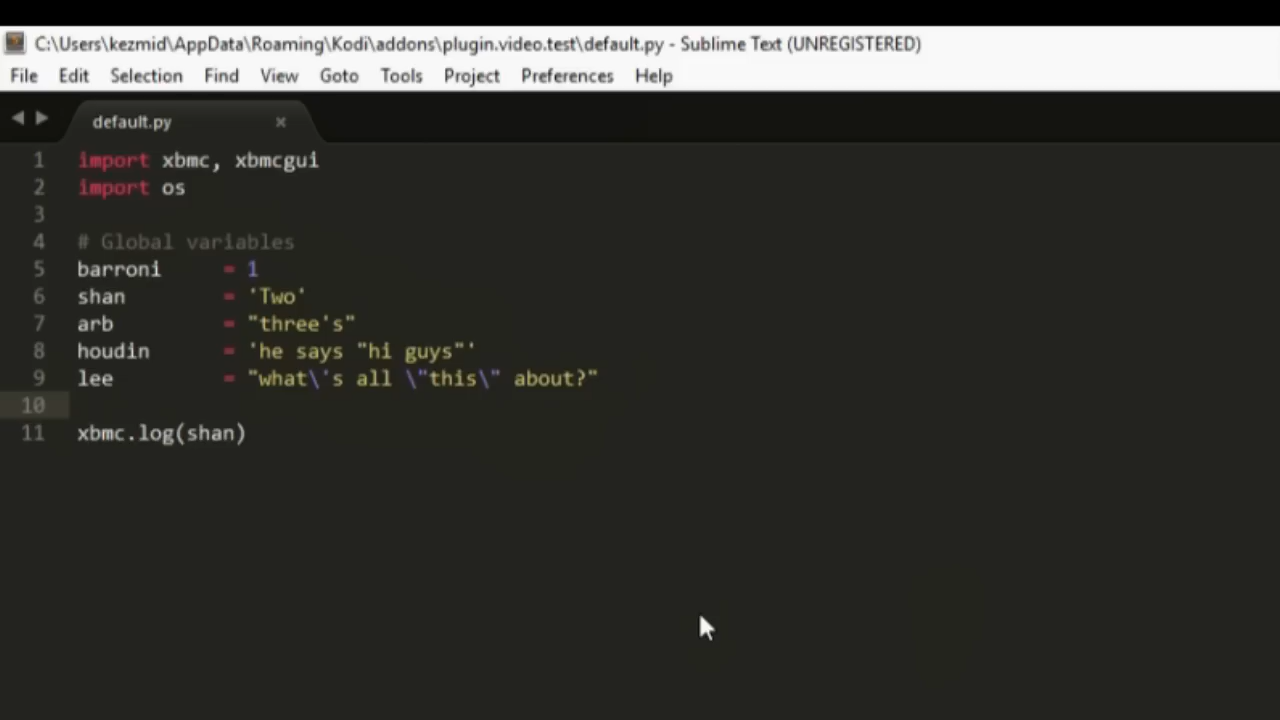 C:\Users\kezmid\AppData\Roaming\Kodi\addons\plugin.video.test\default.py - Sublime Text (UNREGISTERED)
File Edit Selection Find View Goto Tools Project Preferences Help
default.py
1 import xbmc, xbmcgui
2 import os
3
4 # Global variables
5 barroni = 1
6 shan = 'Two'
7 arb = "three's"
8 houdin = 'he says "hi guys"'
9 lee = "what\'s all \"this\" about?"
10
11 xbmc.log(shan)